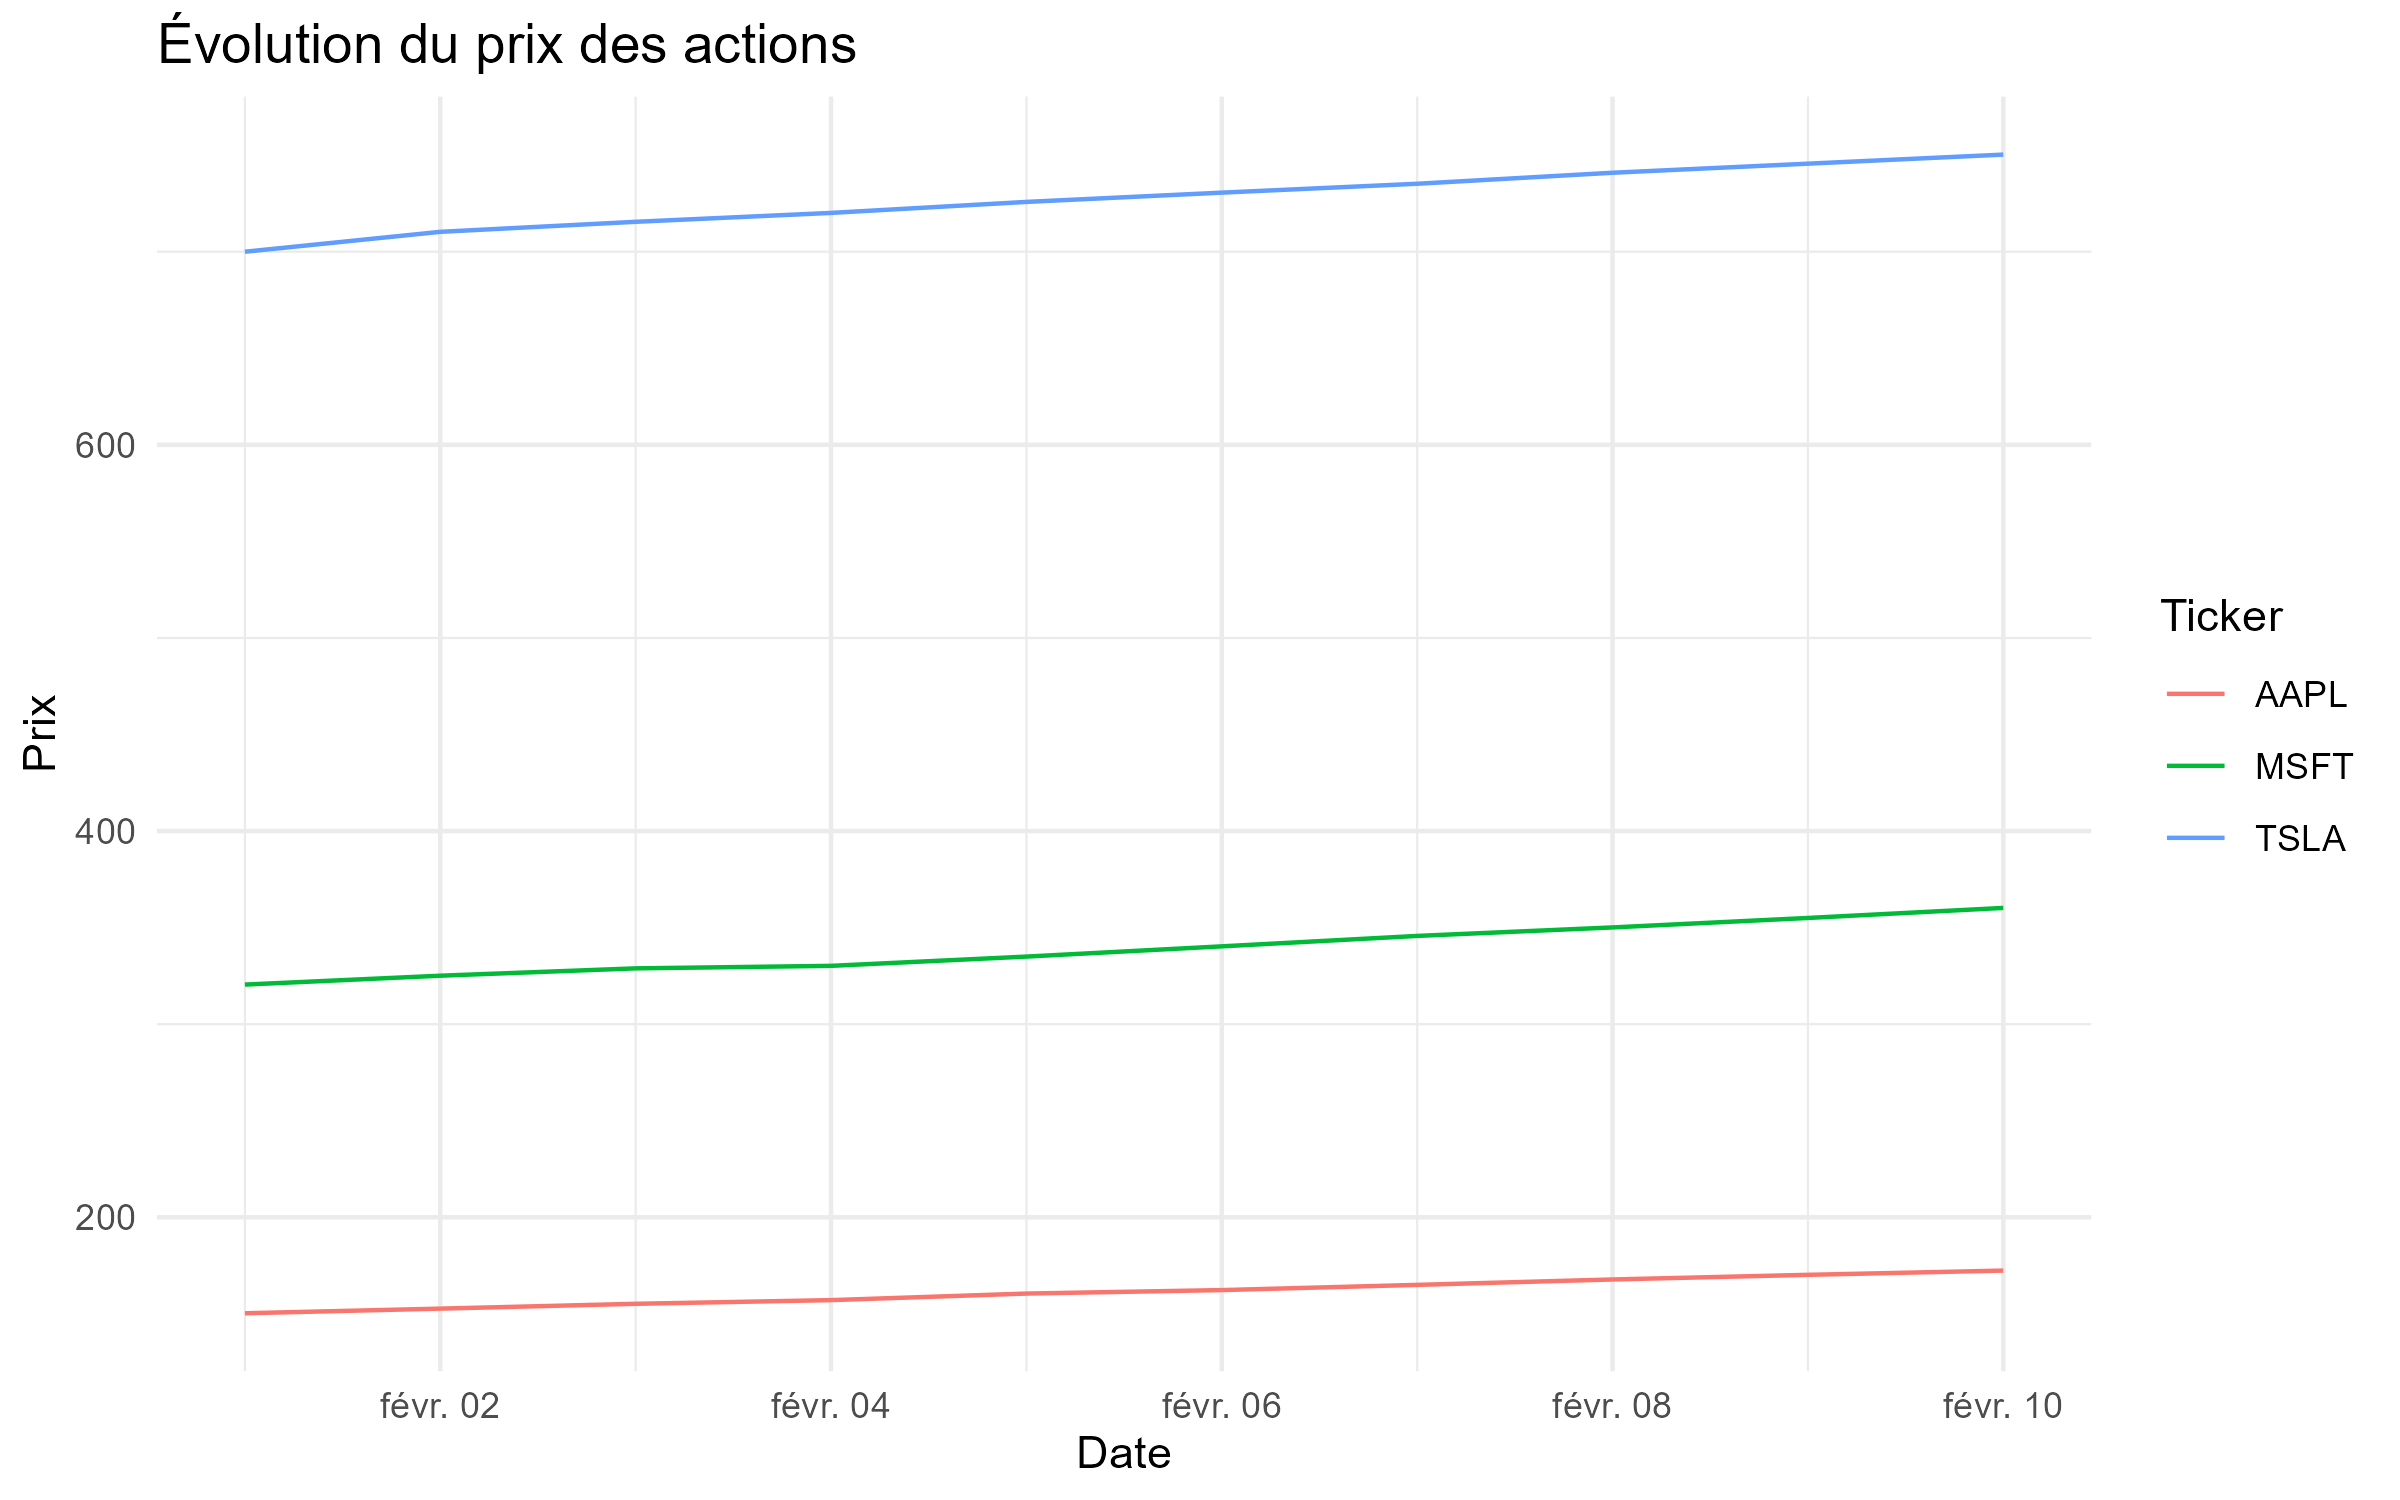 Évolution du prix des actions
Prix
600
400
200
févr. 02
févr. 04
févr. 06
févr. 08
févr. 10
Date
Ticker
AAPL
MSFT
TSLA